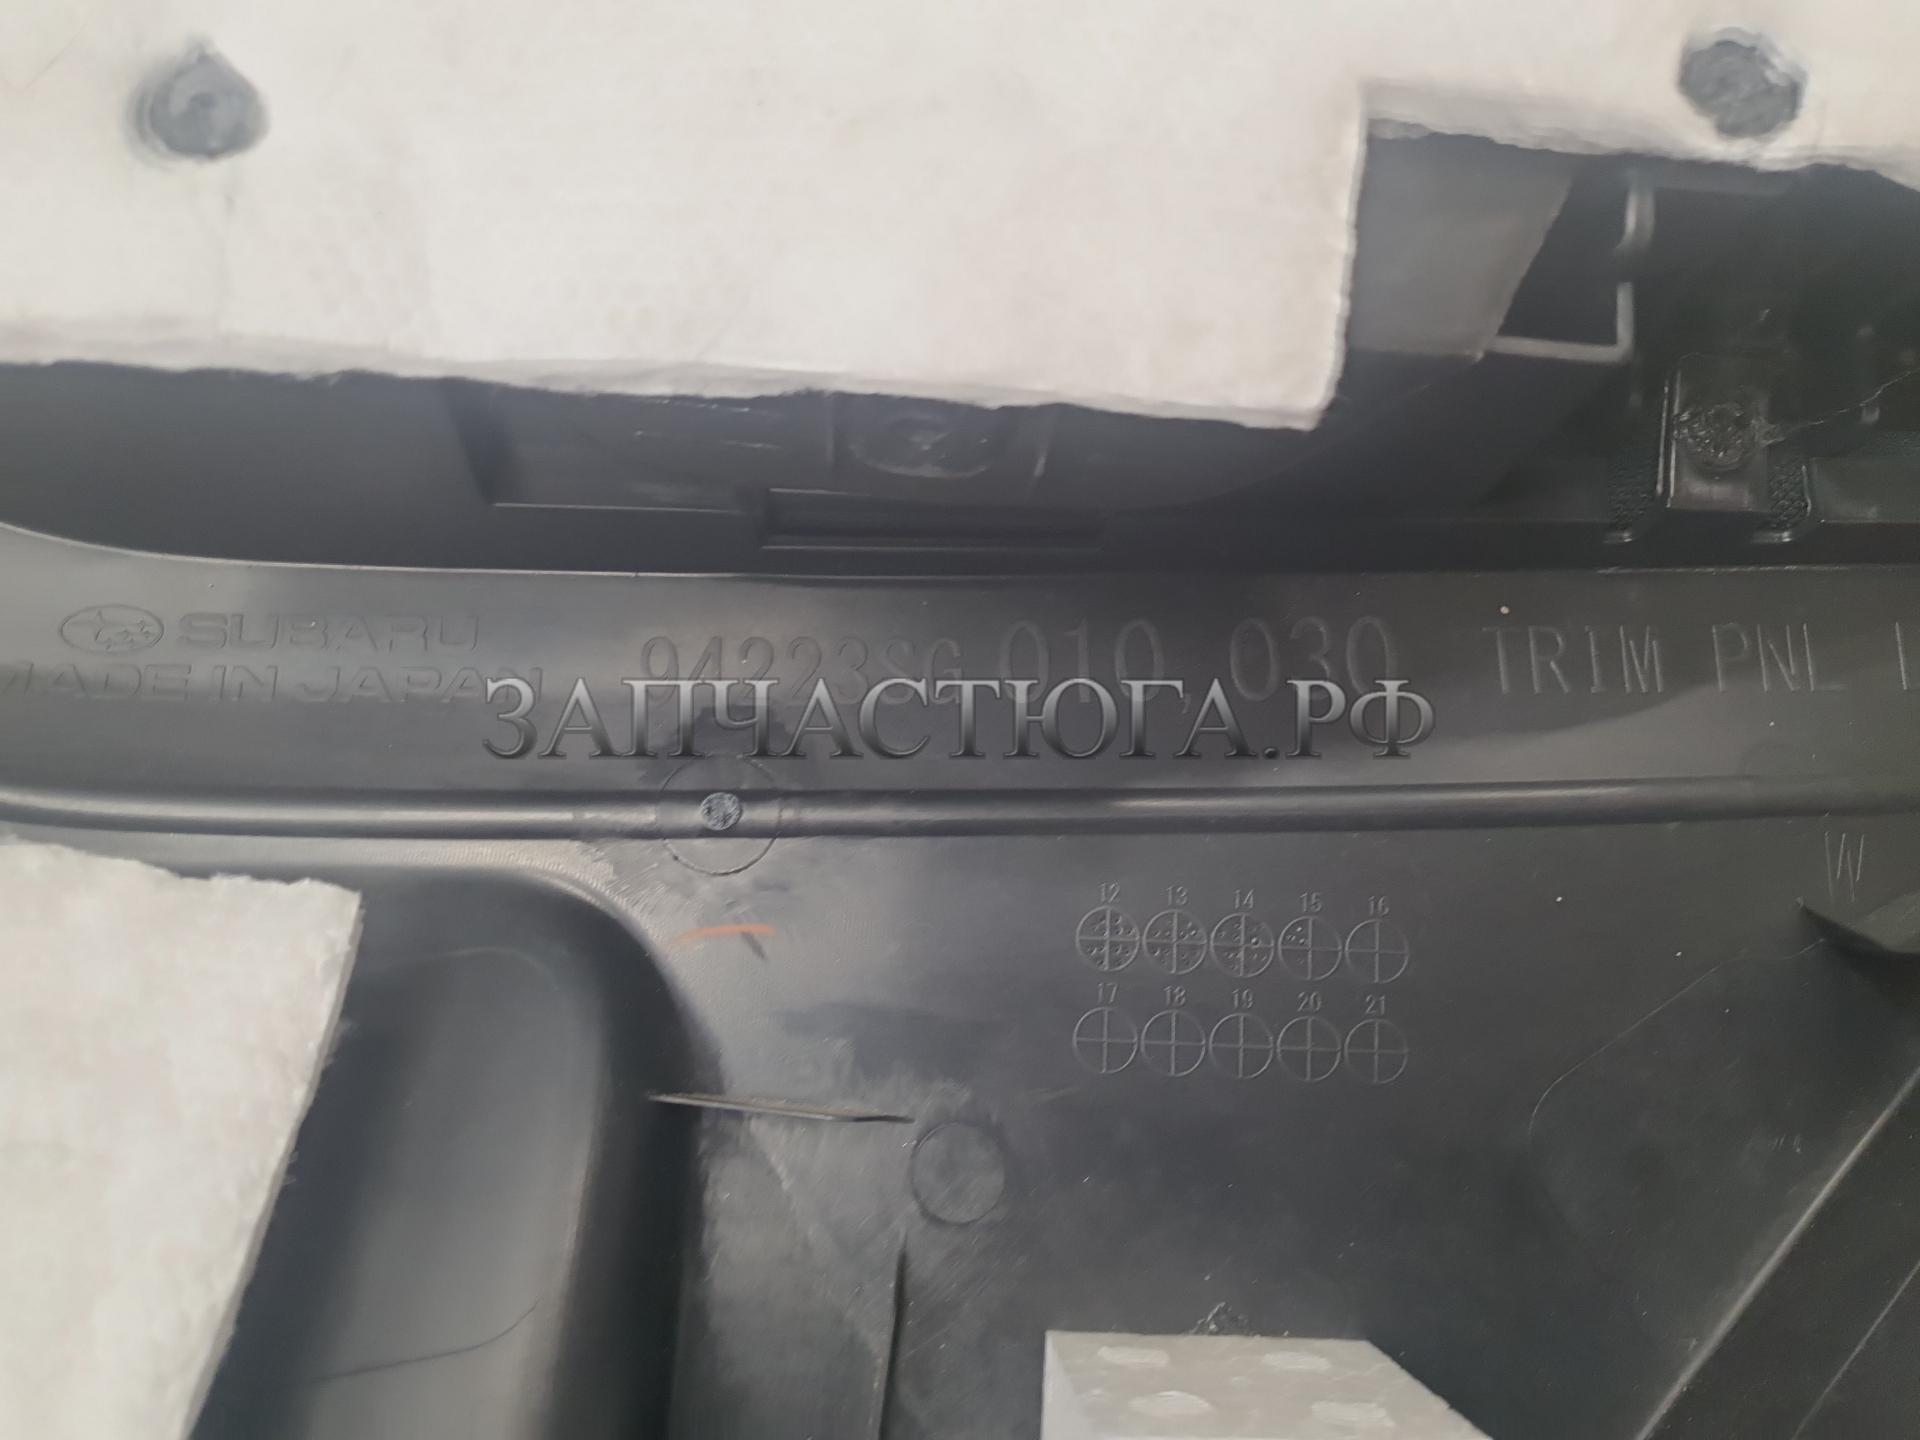 SUBARU
MADE IN JAPAN
94223SG 010, 030 TRIM PNL L
ЗАПЧАСТЮГА.РФ
W
12 13 14 15 16
17 18 19 20 21